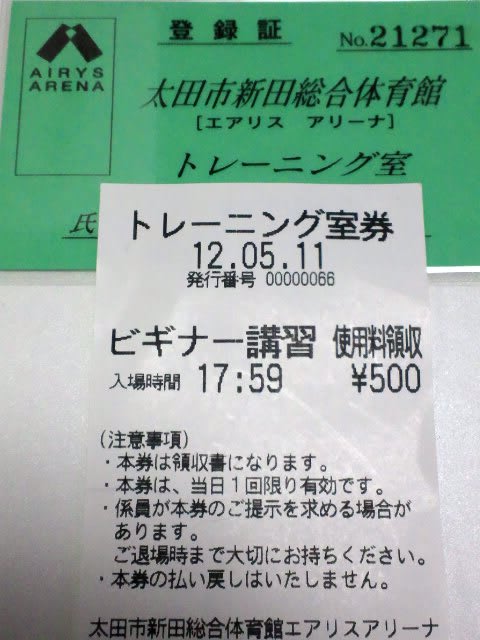 登録証 No.21271
AIRYS
ARENA
太田市新田総合体育館
[エアリス アリーナ]
トレーニング室
氏
トレーニング室券
12.05.11
発行番号 00000066
ビギナー講習 使用料領収
入場時間 17:59 ¥500
(注意事項)
・本券は領収書になります。
・本券は、当日1回限り有効です。
・係員が本券のご提示を求める場合が
あります。
ご退場時まで大切にお持ちください。
・本券の払い戻しはいたしません。
太田市新田総合体育館エアリスアリーナ